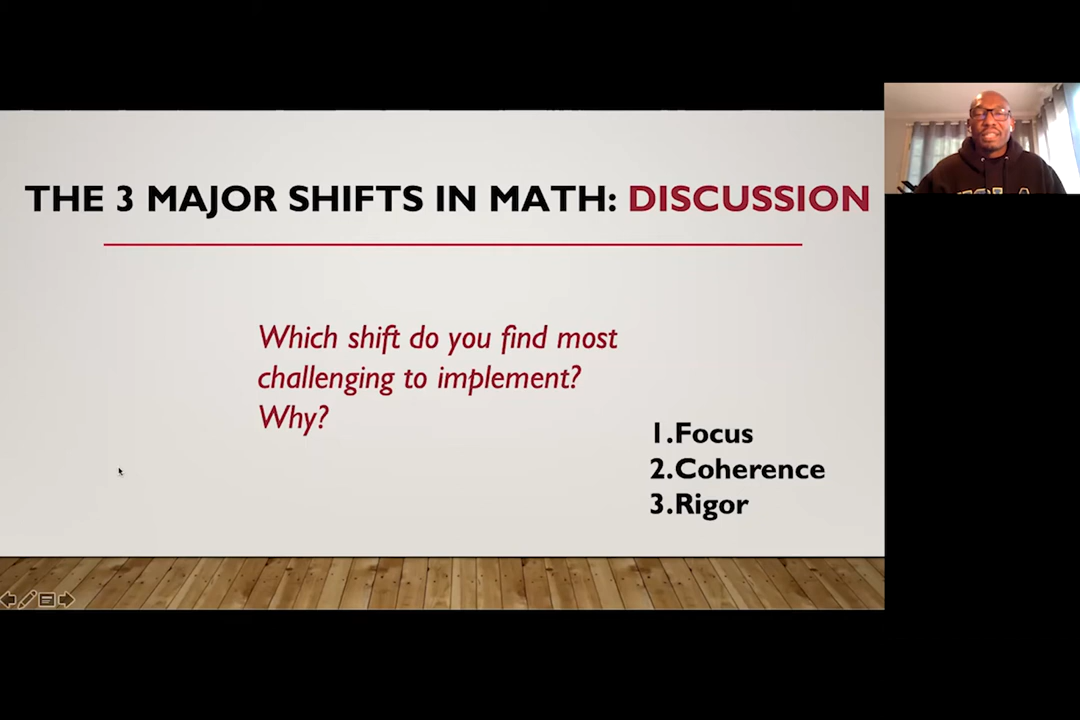 THE 3 MAJOR SHIFTS IN MATH: DISCUSSION
Which shift do you find most
challenging to implement?
Why?
1.Focus
2.Coherence
3.Rigor